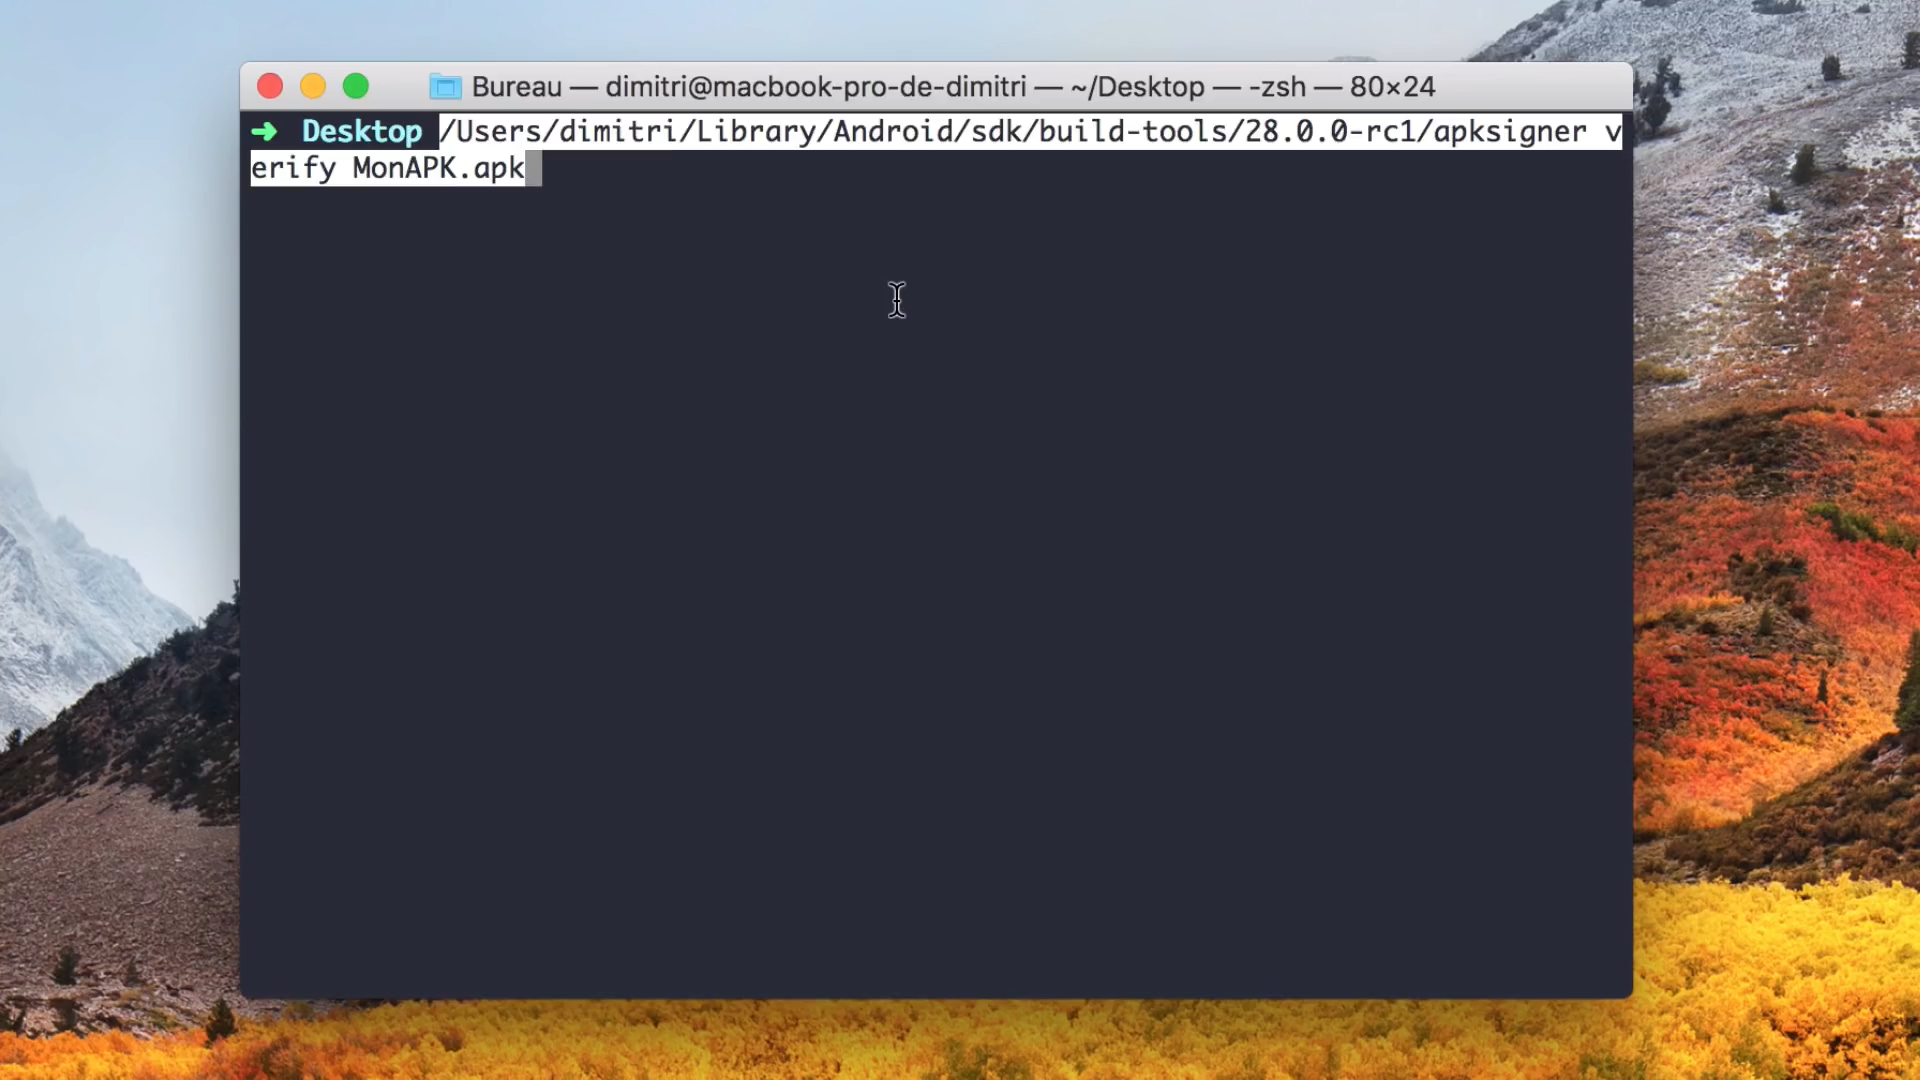 Bureau — dimitri@macbook-pro-de-dimitri — ~/Desktop — -zsh — 80×24
➜ Desktop /Users/dimitri/Library/Android/sdk/build-tools/28.0.0-rc1/apksigner v
erify MonAPK.apk